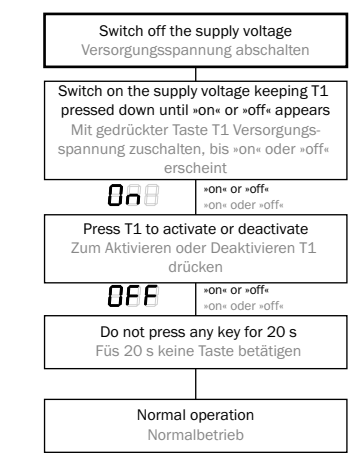 Switch off the supply voltage
Versorgungsspannung abschalten
Switch on the supply voltage keeping T1
pressed down until »on« or »off« appears
Mit gedrückter Taste T1 Versorgungs-
spannung zuschalten, bis »on« oder »off«
erscheint
On
»on« or »off«
»on« oder »off«
Press T1 to activate or deactivate
Zum Aktivieren oder Deaktivieren T1
drücken
OFF
»on« or »off«
»on« oder »off«
Do not press any key for 20 s
Füs 20 s keine Taste betätigen
Normal operation
Normalbetrieb